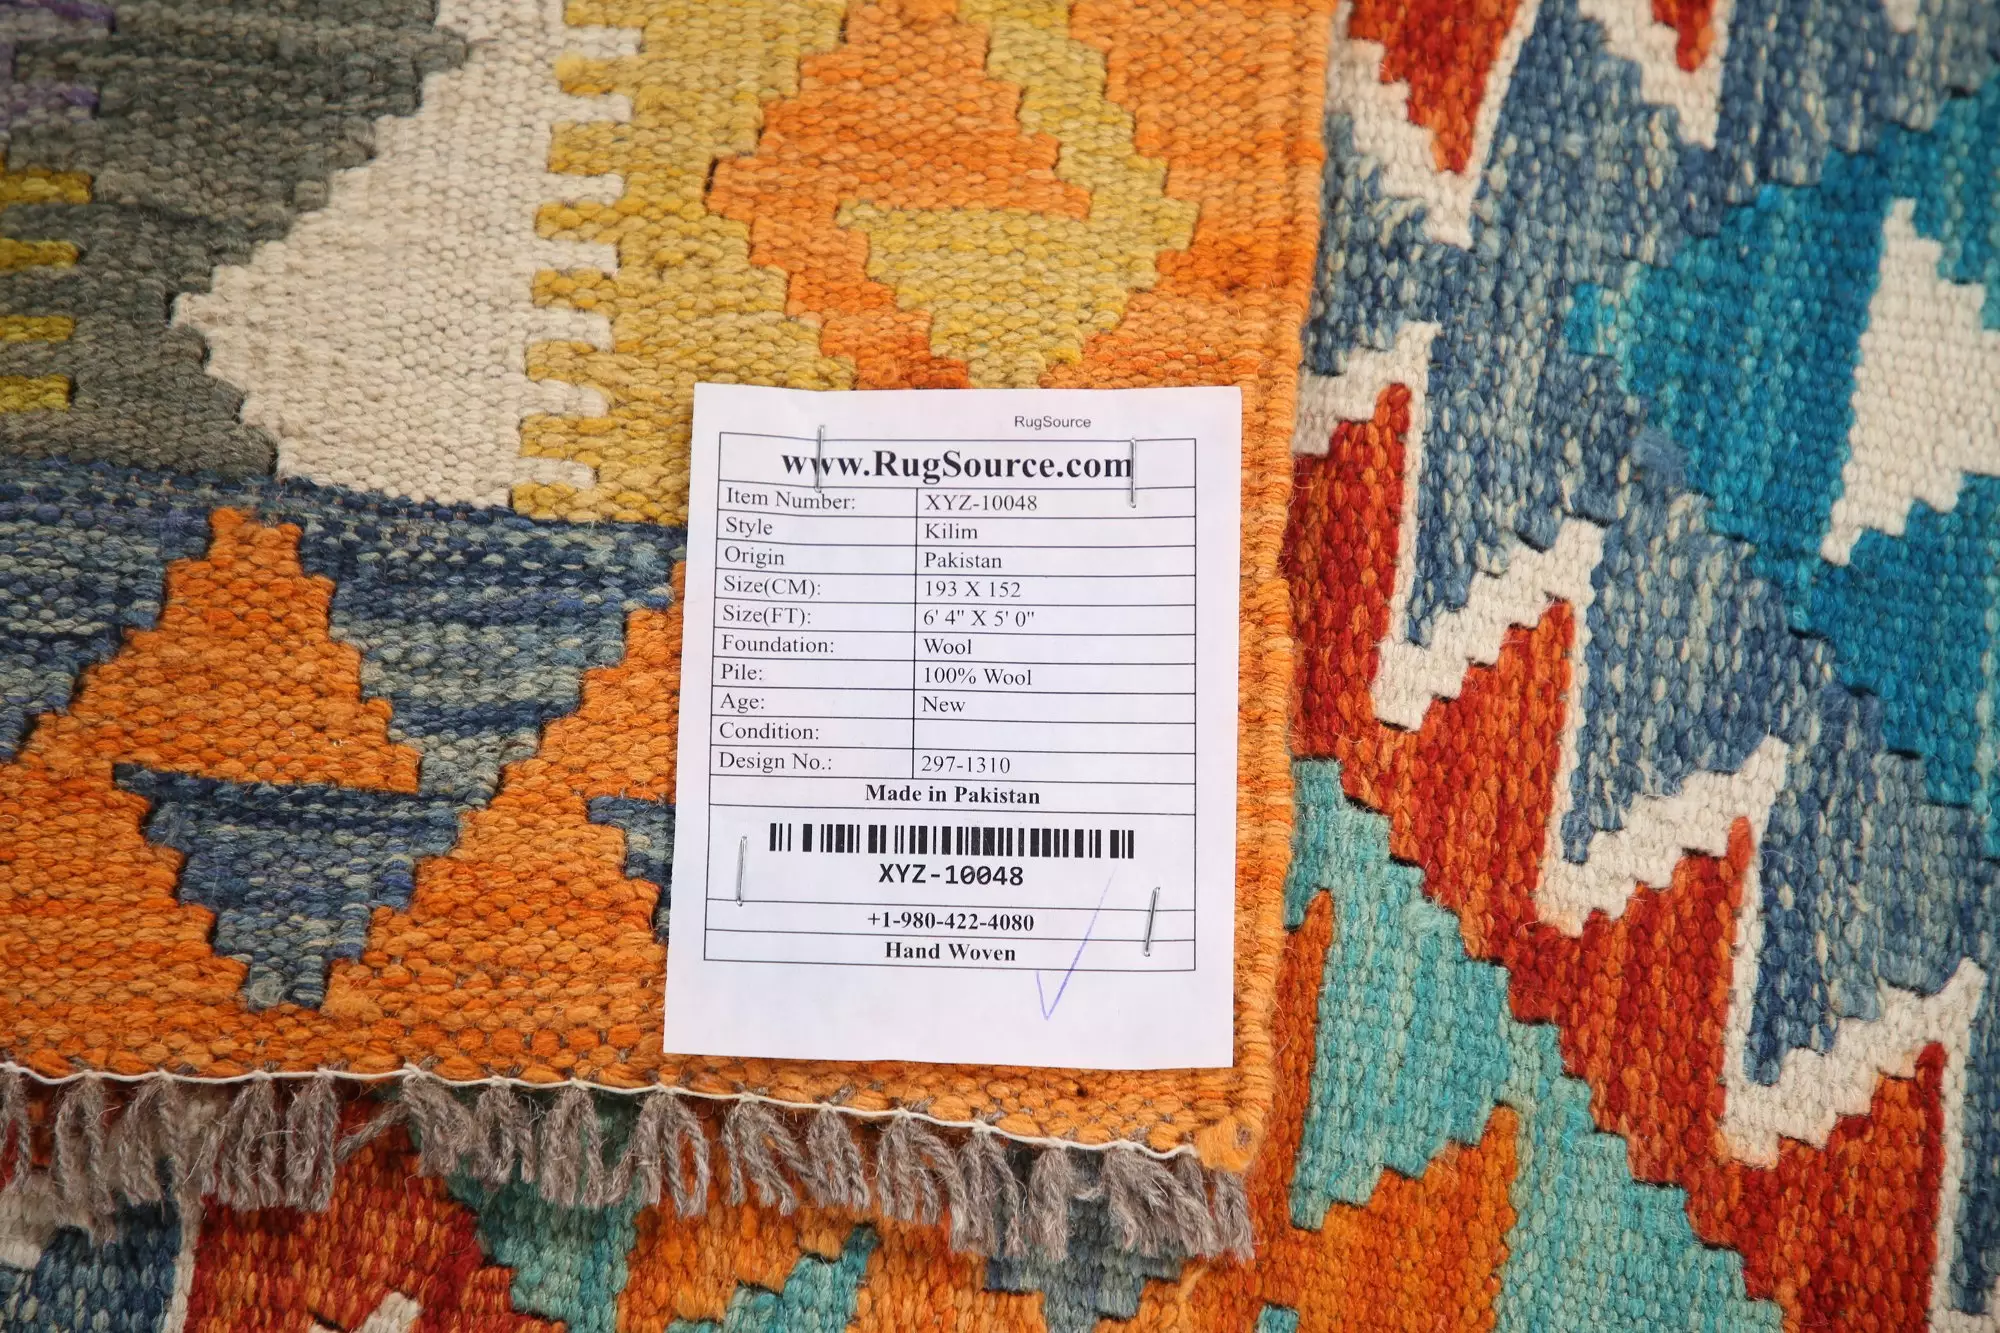 RugSource
www.RugSource.com
Item Number: XYZ-10048
Style Kilim
Origin Pakistan
Size(CM): 193 X 152
Size(FT): 6' 4" X 5' 0"
Foundation: Wool
Pile: 100% Wool
Age: New
Condition:
Design No.: 297-1310
Made in Pakistan
XYZ-10048
+1-980-422-4080
Hand Woven